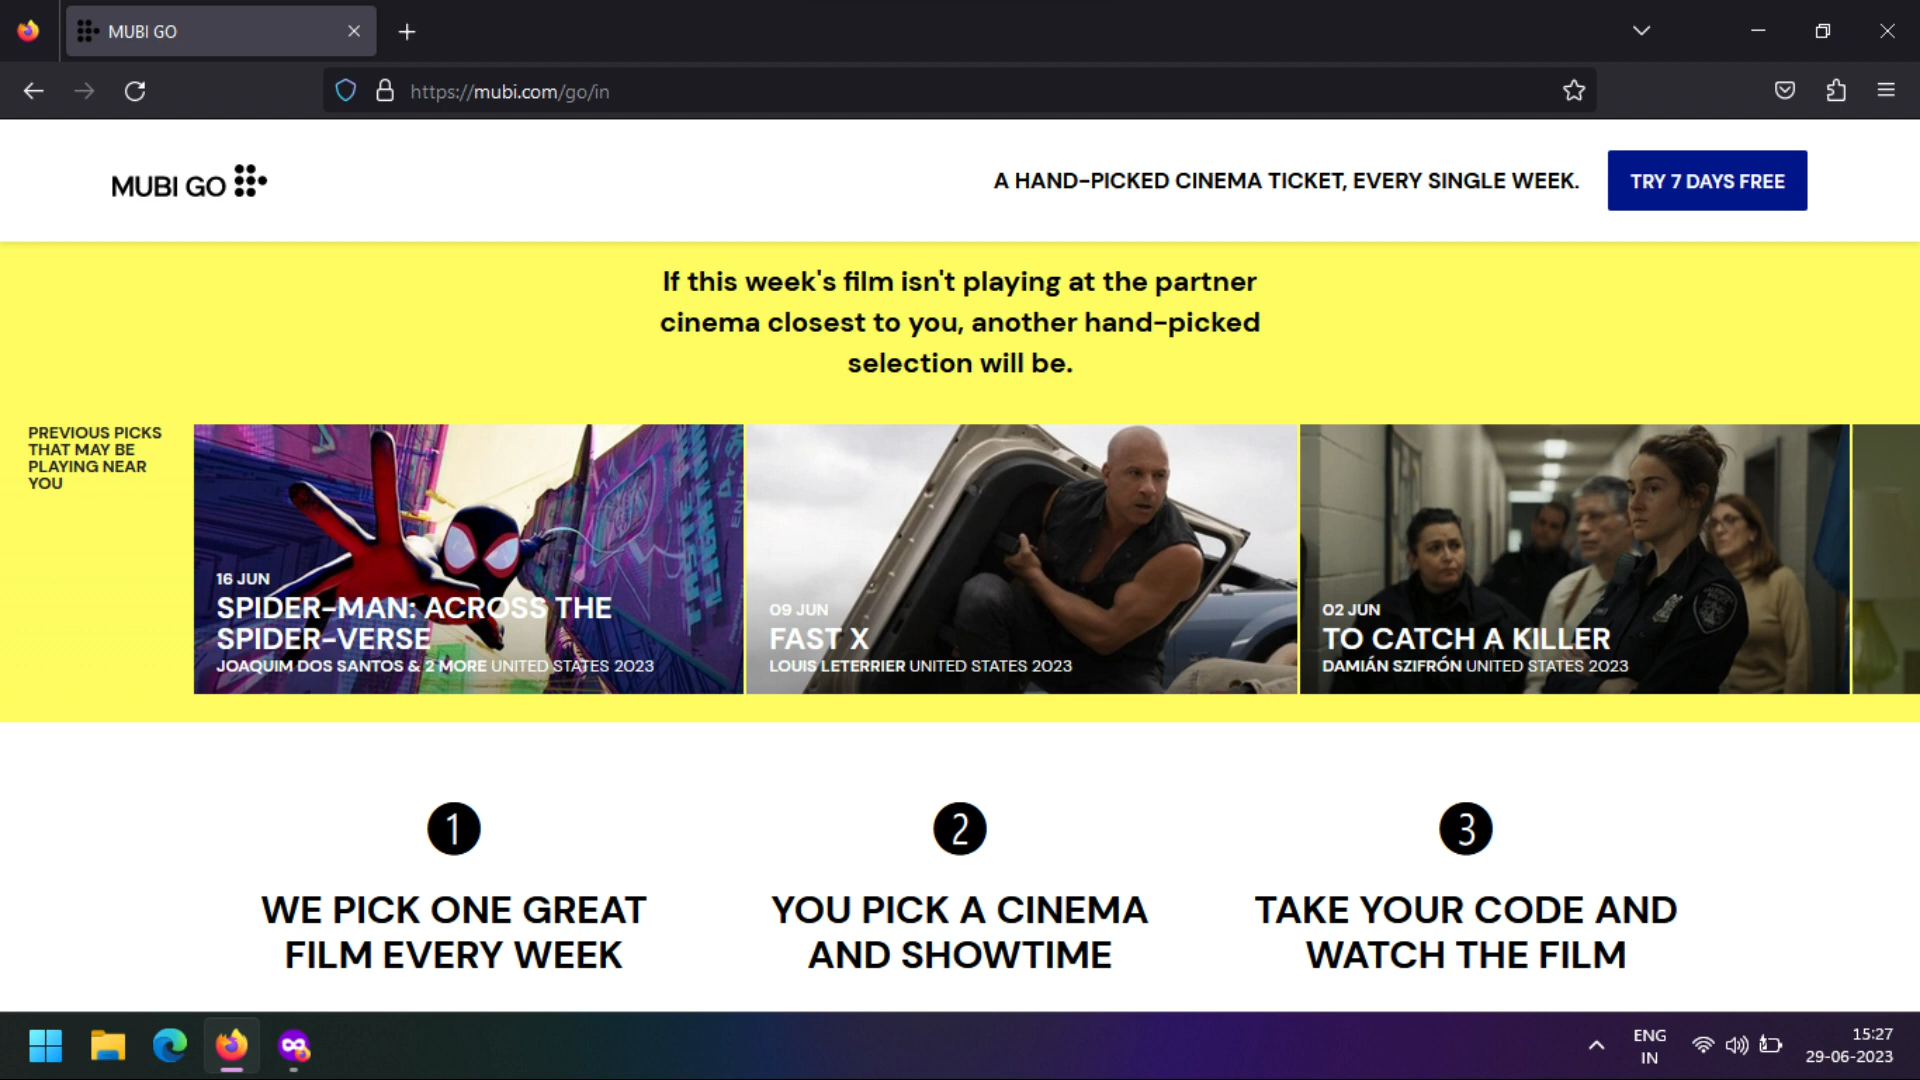 MUBI GO
https://mubi.com/go/in
MUBI GO
A HAND-PICKED CINEMA TICKET, EVERY SINGLE WEEK.
TRY 7 DAYS FREE
If this week's film isn't playing at the partner
cinema closest to you, another hand-picked
selection will be.
PREVIOUS PICKS
THAT MAY BE
PLAYING NEAR
YOU
16 JUN
SPIDER-MAN: ACROSS THE
SPIDER-VERSE
JOAQUIM DOS SANTOS & 2 MORE UNITED STATES 2023
09 JUN
FAST X
LOUIS LETERRIER UNITED STATES 2023
02 JUN
TO CATCH A KILLER
DAMIÁN SZIFRÓN UNITED STATES 2023
1
WE PICK ONE GREAT
FILM EVERY WEEK
2
YOU PICK A CINEMA
AND SHOWTIME
3
TAKE YOUR CODE AND
WATCH THE FILM
ENG
IN
15:27
29-06-2023